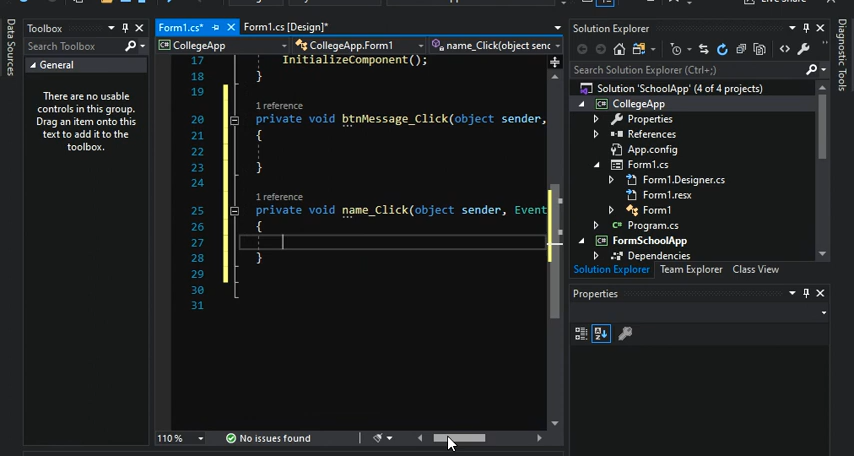 Live Share
Data Sources
Toolbox
Search Toolbox
General
There are no usable
controls in this group.
Drag an item onto this
text to add it to the
toolbox.
Form1.cs*
Form1.cs [Design]*
CollegeApp
CollegeApp.Form1
name_Click(object senc
17 InitializeComponent();
18 }
19
1 reference
20 private void btnMessage_Click(object sender,
21 {
22
23 }
24
1 reference
25 private void name_Click(object sender, Event
26 {
27
28 }
29
30
31
110 %
No issues found
Solution Explorer
Search Solution Explorer (Ctrl+;)
Solution 'SchoolApp' (4 of 4 projects)
CollegeApp
Properties
References
App.config
Form1.cs
Form1.Designer.cs
Form1.resx
Form1
C# Program.cs
FormSchoolApp
Dependencies
Solution Explorer
Team Explorer
Class View
Properties
Diagnostic Tools